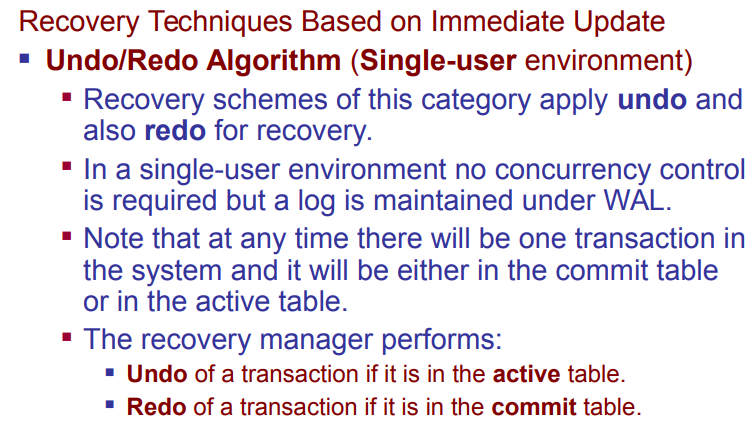 Recovery Techniques Based on Immediate Update
▪ Undo/Redo Algorithm (Single-user environment)
▪ Recovery schemes of this category apply undo and
also redo for recovery.
▪ In a single-user environment no concurrency control
is required but a log is maintained under WAL.
▪ Note that at any time there will be one transaction in
the system and it will be either in the commit table
or in the active table.
▪ The recovery manager performs:
▪ Undo of a transaction if it is in the active table.
▪ Redo of a transaction if it is in the commit table.